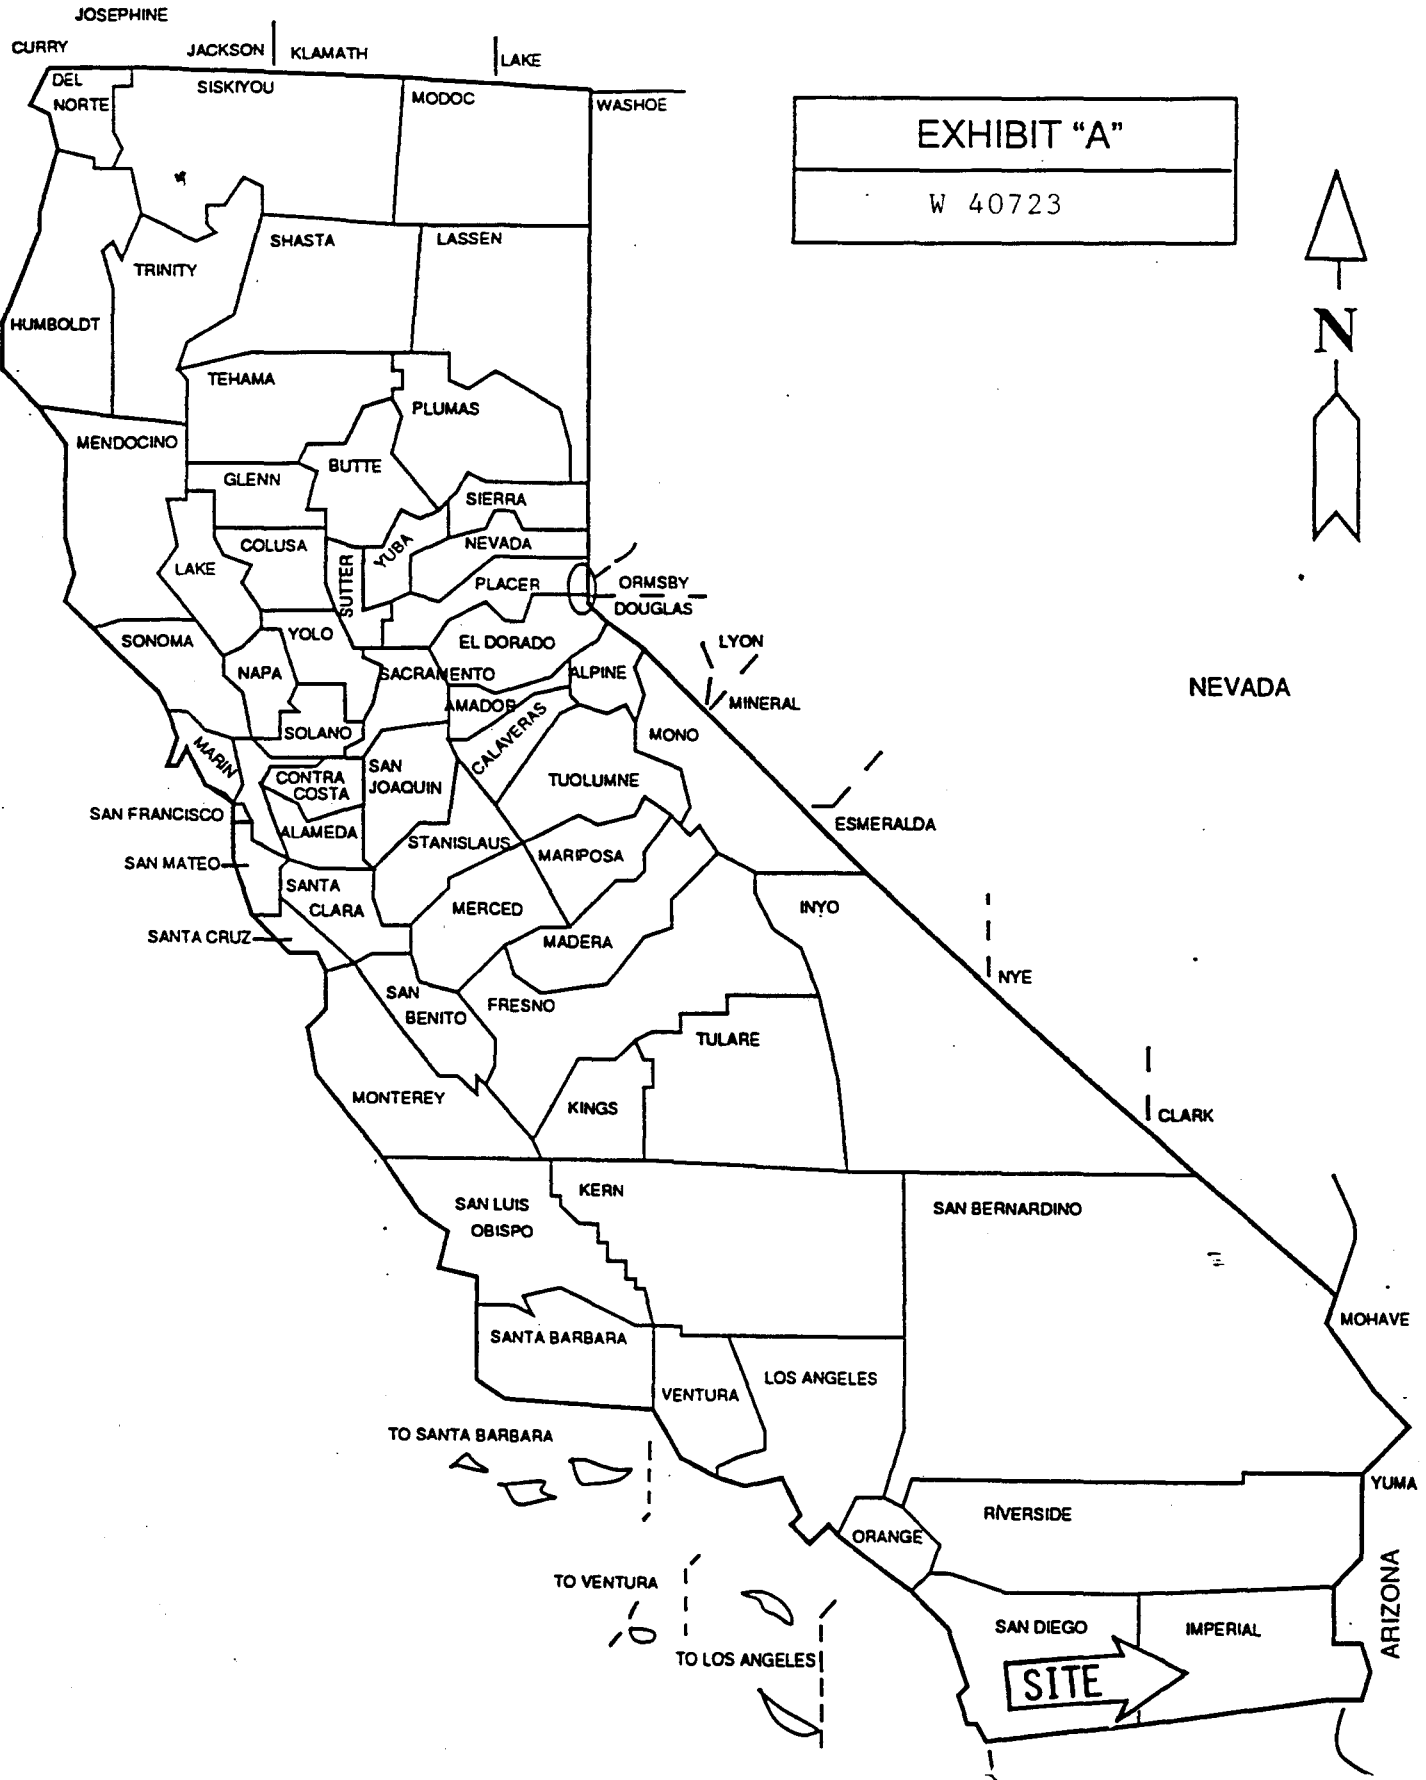 JOSEPHINE
CURRY
JACKSON
KLAMATH
LAKE
DEL
NORTE
SISKIYOU
MODOC
WASHOE
EXHIBIT "A"
W 40723
N
SHASTA
LASSEN
TRINITY
HUMBOLDT
TEHAMA
PLUMAS
MENDOCINO
BUTTE
GLENN
SIERRA
COLUSA
YUBA
NEVADA
LAKE
SUTTER
PLACER
ORMSBY
DOUGLAS
SONOMA
YOLO
EL DORADO
LYON
NAPA
SACRAMENTO
ALPINE
NEVADA
AMADOR
MINERAL
SOLANO
CALAVERAS
MONO
MARIN
CONTRA
COSTA
SAN
JOAQUIN
TUOLUMNE
SAN FRANCISCO
ALAMEDA
STANISLAUS
ESMERALDA
SAN MATEO
MARIPOSA
SANTA
CLARA
MERCED
INYO
SANTA CRUZ
MADERA
NYE
SAN
BENITO
FRESNO
TULARE
MONTEREY
KINGS
CLARK
KERN
SAN LUIS
OBISPO
SAN BERNARDINO
MOHAVE
SANTA BARBARA
VENTURA
LOS ANGELES
TO SANTA BARBARA
YUMA
RIVERSIDE
ORANGE
TO VENTURA
ARIZONA
SAN DIEGO
IMPERIAL
TO LOS ANGELES
SITE